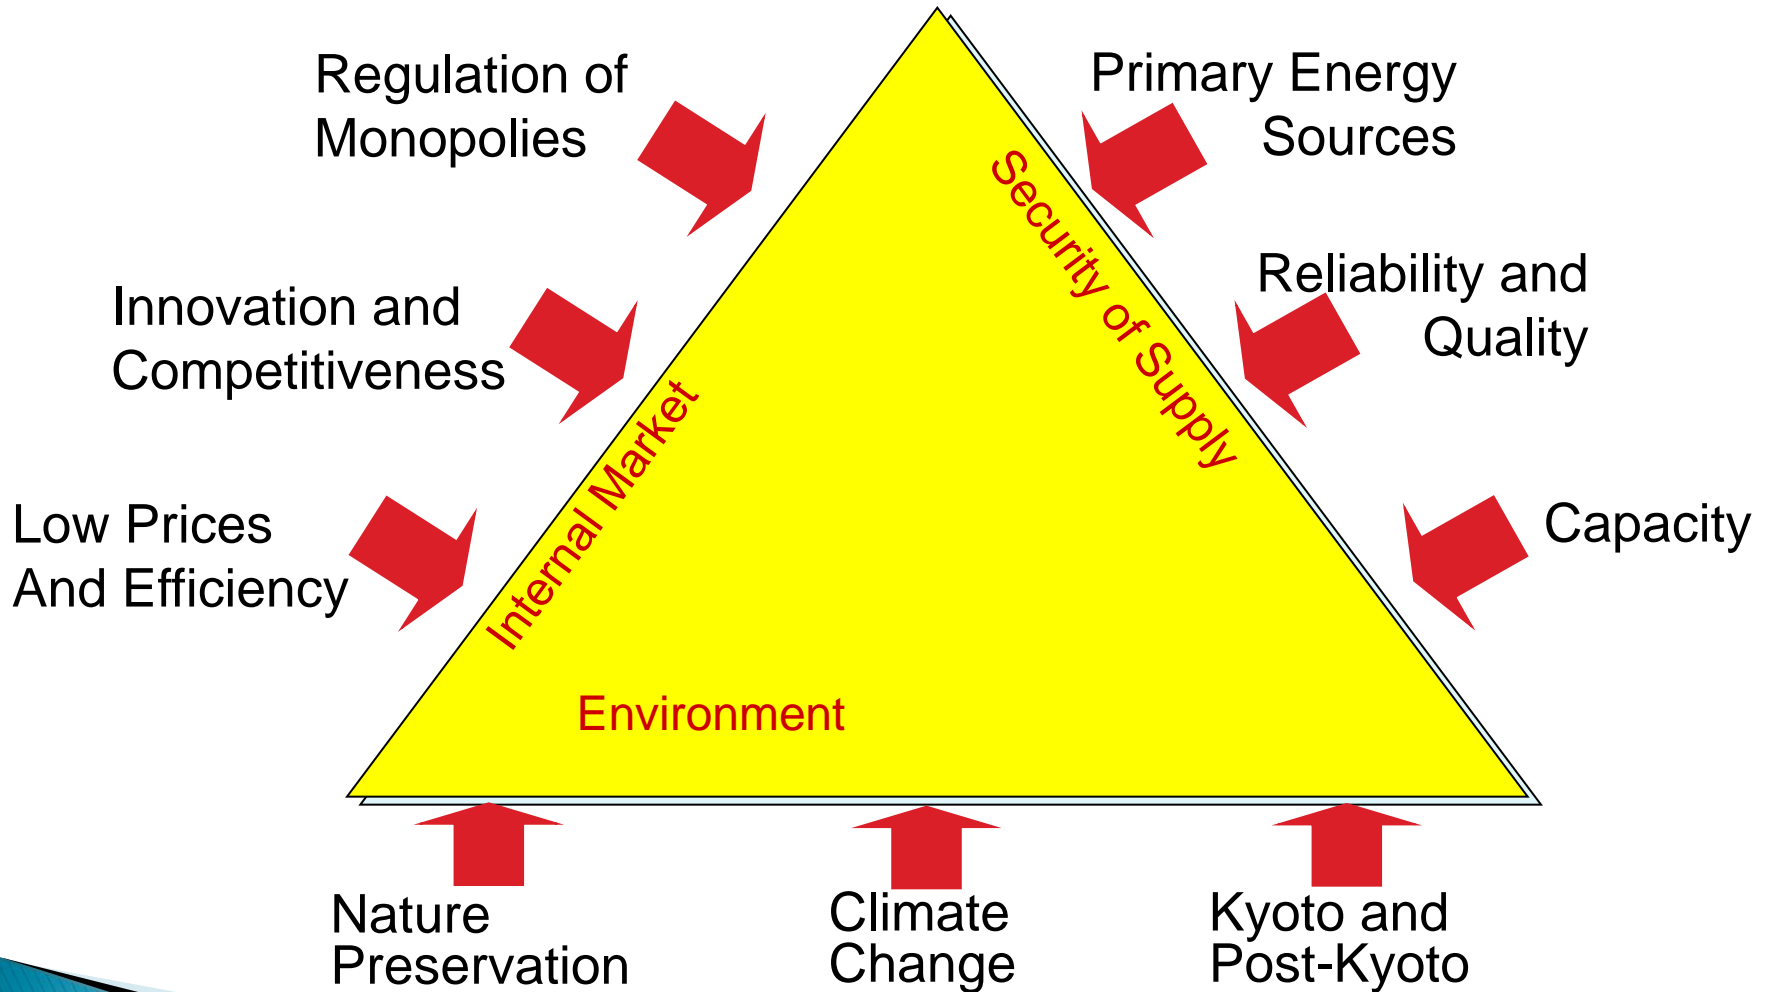 Regulation of
Monopolies
Primary Energy
Sources
Security of Supply
Innovation and
Competitiveness
Reliability and
Quality
Internal Market
Low Prices
And Efficiency
Capacity
Environment
Nature
Preservation
Climate
Change
Kyoto and
Post-Kyoto